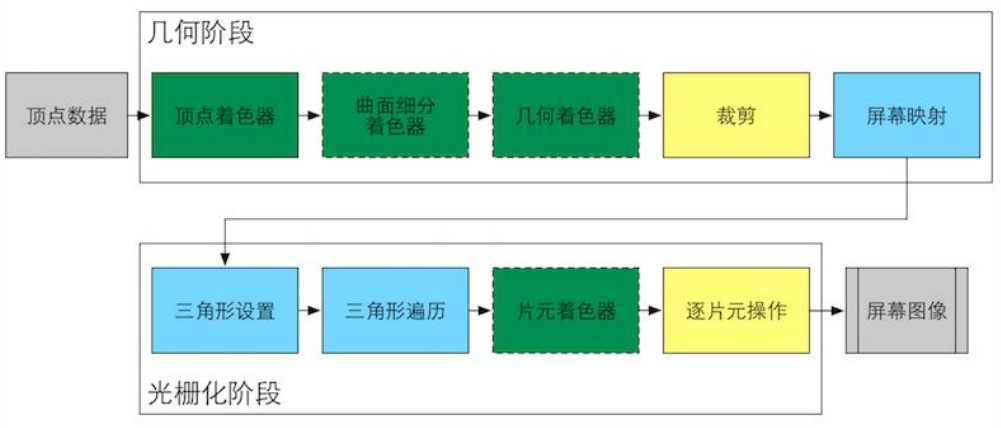 几何阶段
顶点数据
顶点着色器
曲面细分
着色器
几何着色器
裁剪
屏幕映射
三角形设置
三角形遍历
片元着色器
逐片元操作
屏幕图像
光栅化阶段